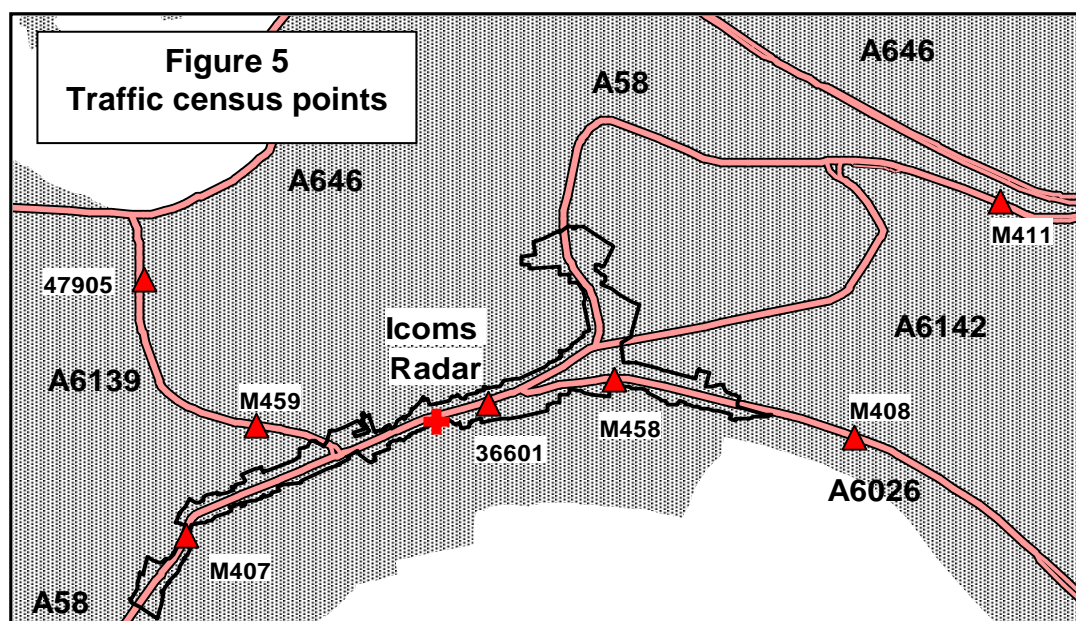 Figure 5
Traffic census points
A646
A58
A646
M411
47905
Icoms
Radar
A6142
A6139
M459
M408
M458
36601
A6026
M407
A58